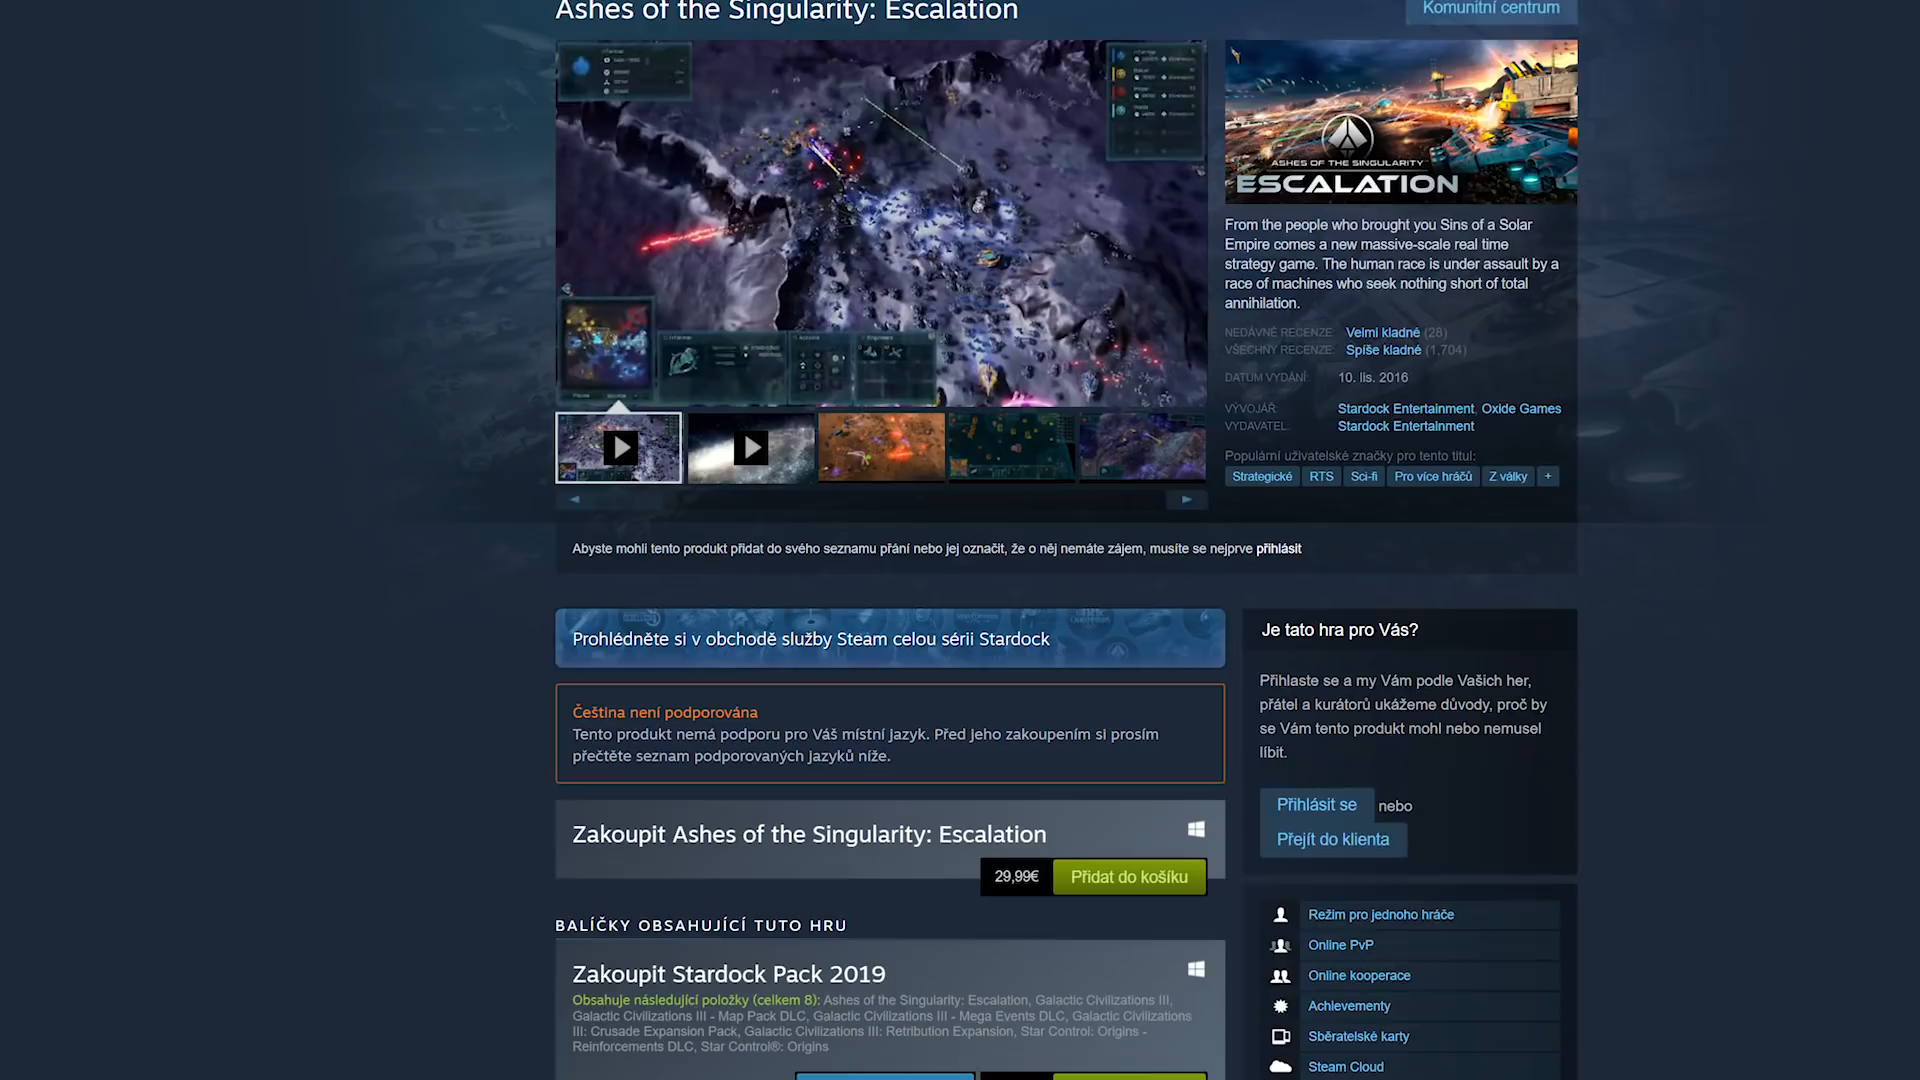 Ashes of the Singularity: Escalation
Komunitní centrum
ASHES OF THE SINGULARITY
ESCALATION
From the people who brought you Sins of a Solar
Empire comes a new massive-scale real time
strategy game. The human race is under assault by a
race of machines who seek nothing short of total
annihilation.
NEDÁVNÉ RECENZE: Velmi kladné (28)
VŠECHNY RECENZE: Spíše kladné (1,704)
DATUM VYDÁNÍ: 10. lis. 2016
VÝVOJÁŘ: Stardock Entertainment, Oxide Games
VYDAVATEL: Stardock Entertainment
Populární uživatelské značky pro tento titul:
Strategické RTS Sci-fi Pro více hráčů Z války +
Abyste mohli tento produkt přidat do svého seznamu přání nebo jej označit, že o něj nemáte zájem, musíte se nejprve přihlásit
Prohlédněte si v obchodě služby Steam celou sérii Stardock
Čeština není podporována
Tento produkt nemá podporu pro Váš místní jazyk. Před jeho zakoupením si prosím
přečtěte seznam podporovaných jazyků níže.
Zakoupit Ashes of the Singularity: Escalation
29,99€ Přidat do košíku
BALÍČKY OBSAHUJÍCÍ TUTO HRU
Zakoupit Stardock Pack 2019
Obsahuje následující položky (celkem 8): Ashes of the Singularity: Escalation, Galactic Civilizations III,
Galactic Civilizations III - Map Pack DLC, Galactic Civilizations III - Mega Events DLC, Galactic Civilizations
III: Crusade Expansion Pack, Galactic Civilizations III: Retribution Expansion, Star Control: Origins -
Reinforcements DLC, Star Control®: Origins
Je tato hra pro Vás?
Přihlaste se a my Vám podle Vašich her,
přátel a kurátorů ukážeme důvody, proč by
se Vám tento produkt mohl nebo nemusel
líbit.
Přihlásit se nebo
Přejít do klienta
Režim pro jednoho hráče
Online PvP
Online kooperace
Achievementy
Sběratelské karty
Steam Cloud